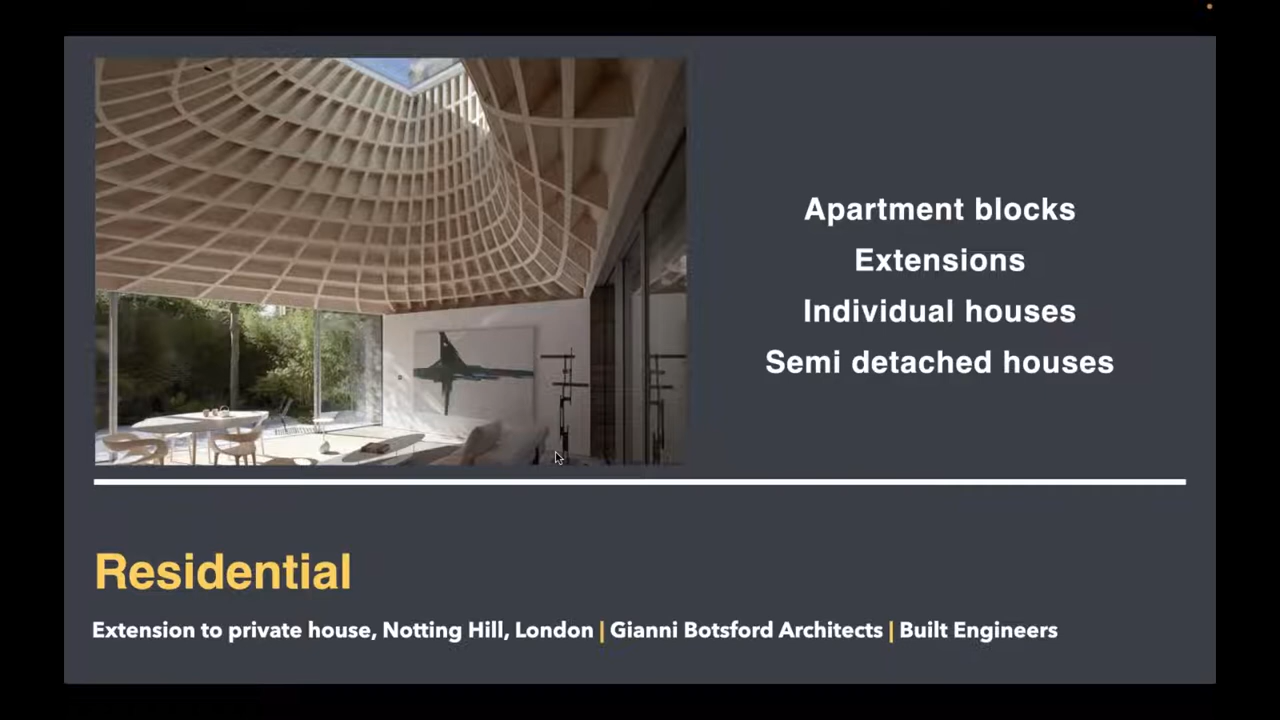 Apartment blocks
Extensions
Individual houses
Semi detached houses
Residential
Extension to private house, Notting Hill, London | Gianni Botsford Architects | Built Engineers